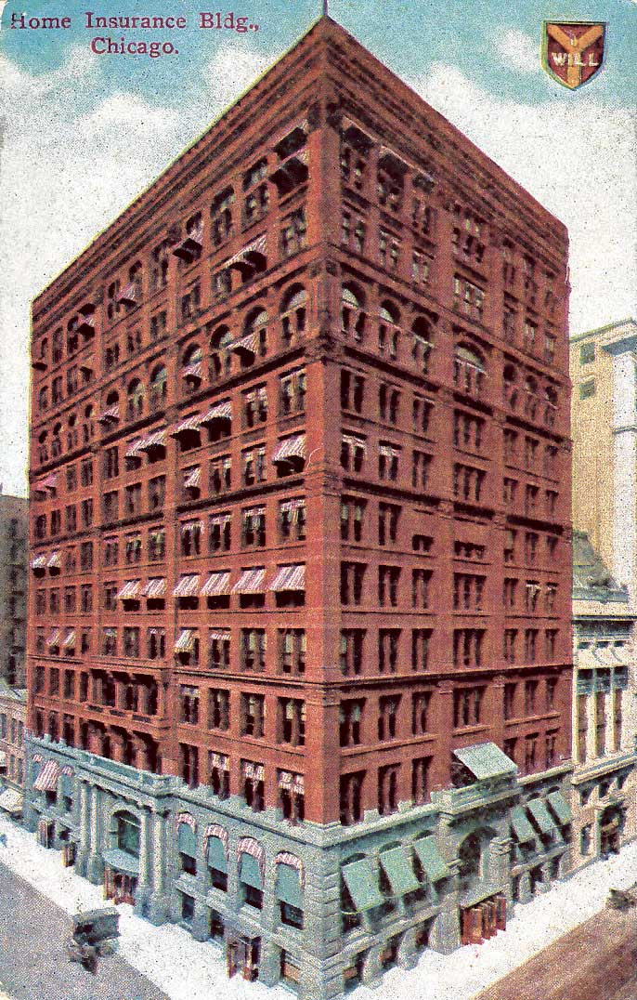 Home Insurance Bldg.,
Chicago.
I
WILL